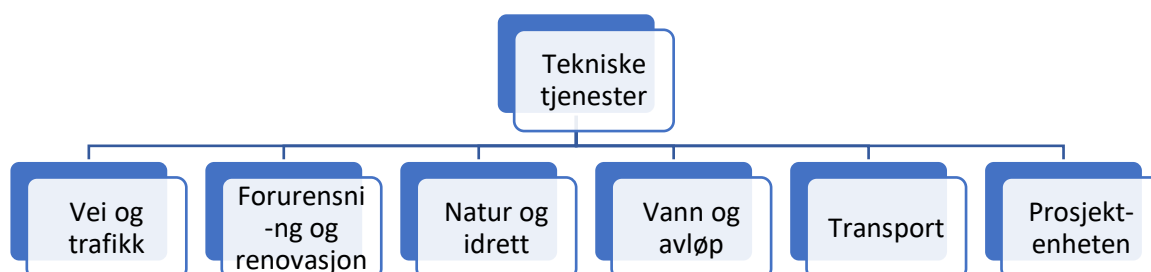 Tekniske
tjenester
Vei og
trafikk
Forurensni
-ng og
renovasjon
Natur og
idrett
Vann og
avløp
Transport
Prosjekt-
enheten